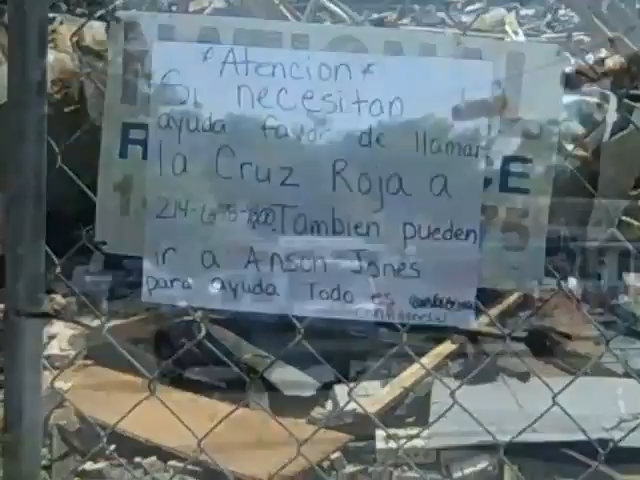 NATIONAL
*Atencion*
Si necesitan
ayuda favor de llamar
la Cruz Roja a
Tambien pueden
ir a Anson Jones
para ayuda Todo es